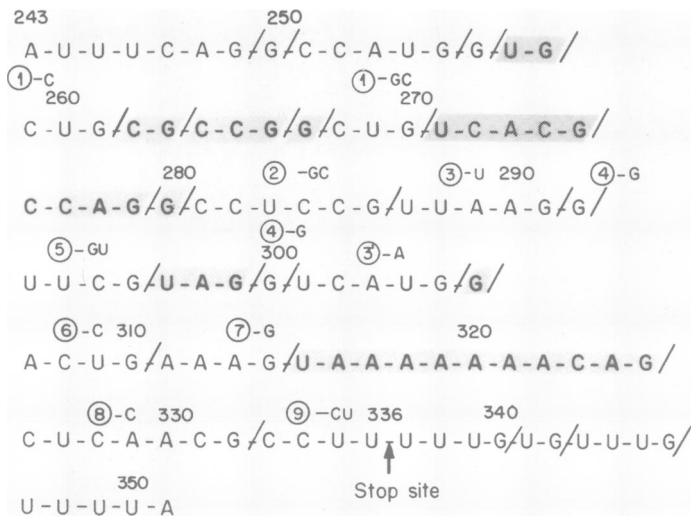 243 250
A-U-U-U-C-A-G/G/C-C-A-U-G/G-U-G/
①-C ①-GC
260 270
C-U-G/C-G/C-C-G/G/C-U-G/U-C-A-C-G/
280 ②-GC ③-U 290 ④-G
C-C-A-G/G/C-C-U-C-C-G/U-U-A-A-G/G/
④-G
⑤-GU 300 ③'-A
U-U-C-G/U-A-G/G/U-C-A-U-G/G/
⑥-C 310 ⑦-G 320
A-C-U-G/A-A-A-G/U-A-A-A-A-A-A-A-C-A-G/
⑧-C 330 ⑨-CU 336 340
C-U-C-A-A-C-G/C-C-U-U-U-U-U-G/U-G/U-U-U-G/
Stop site
350
U-U-U-U-A